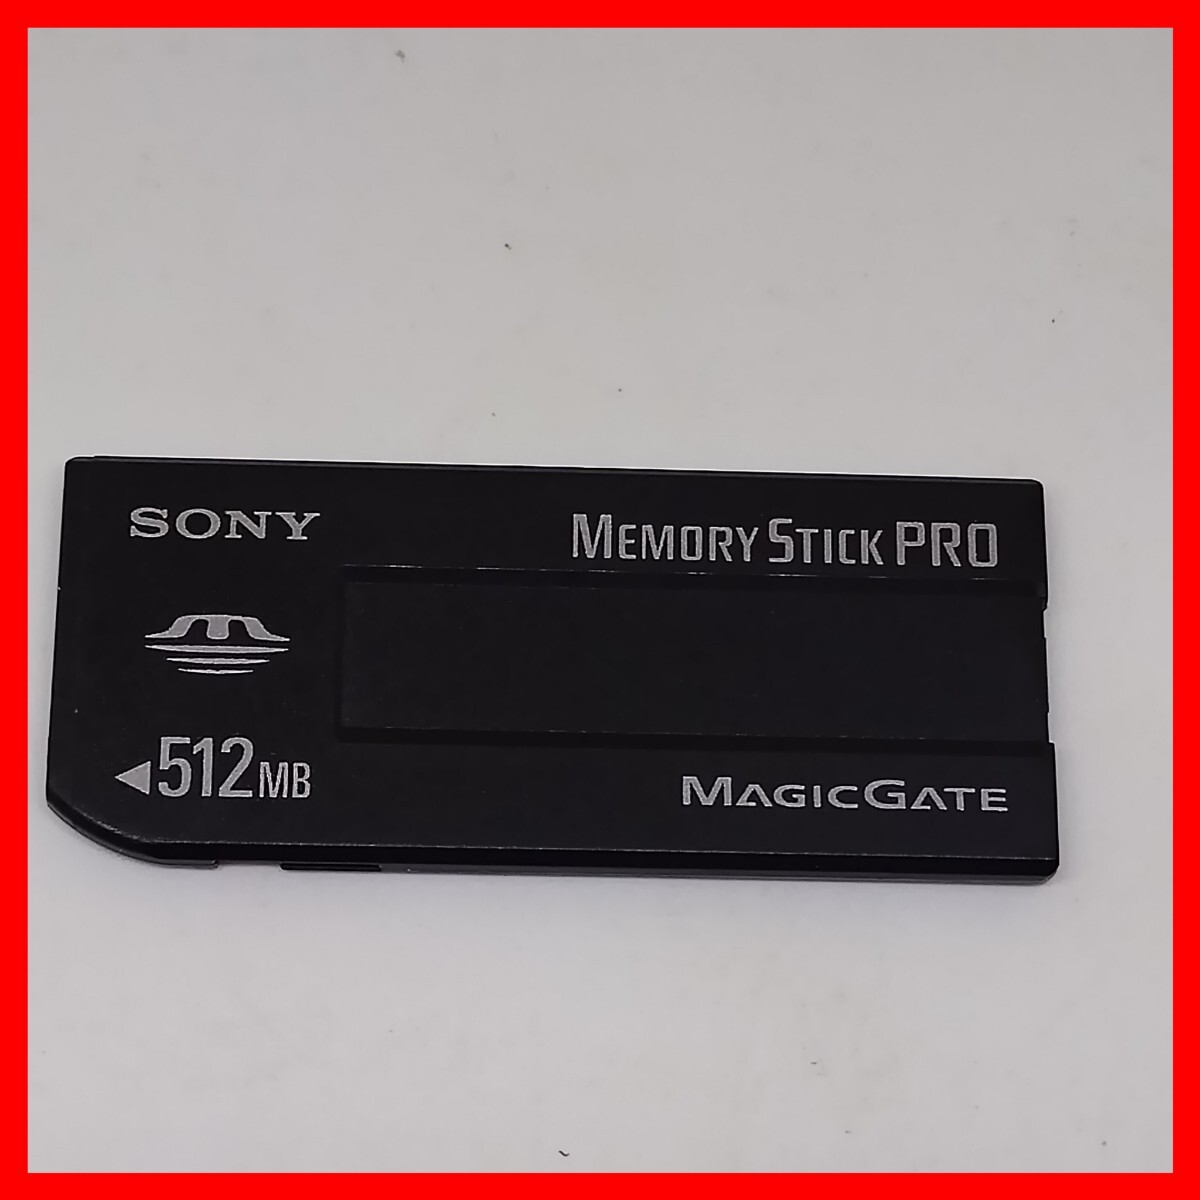 SONY
MEMORY STICK PRO
◀512MB
MAGICGATE